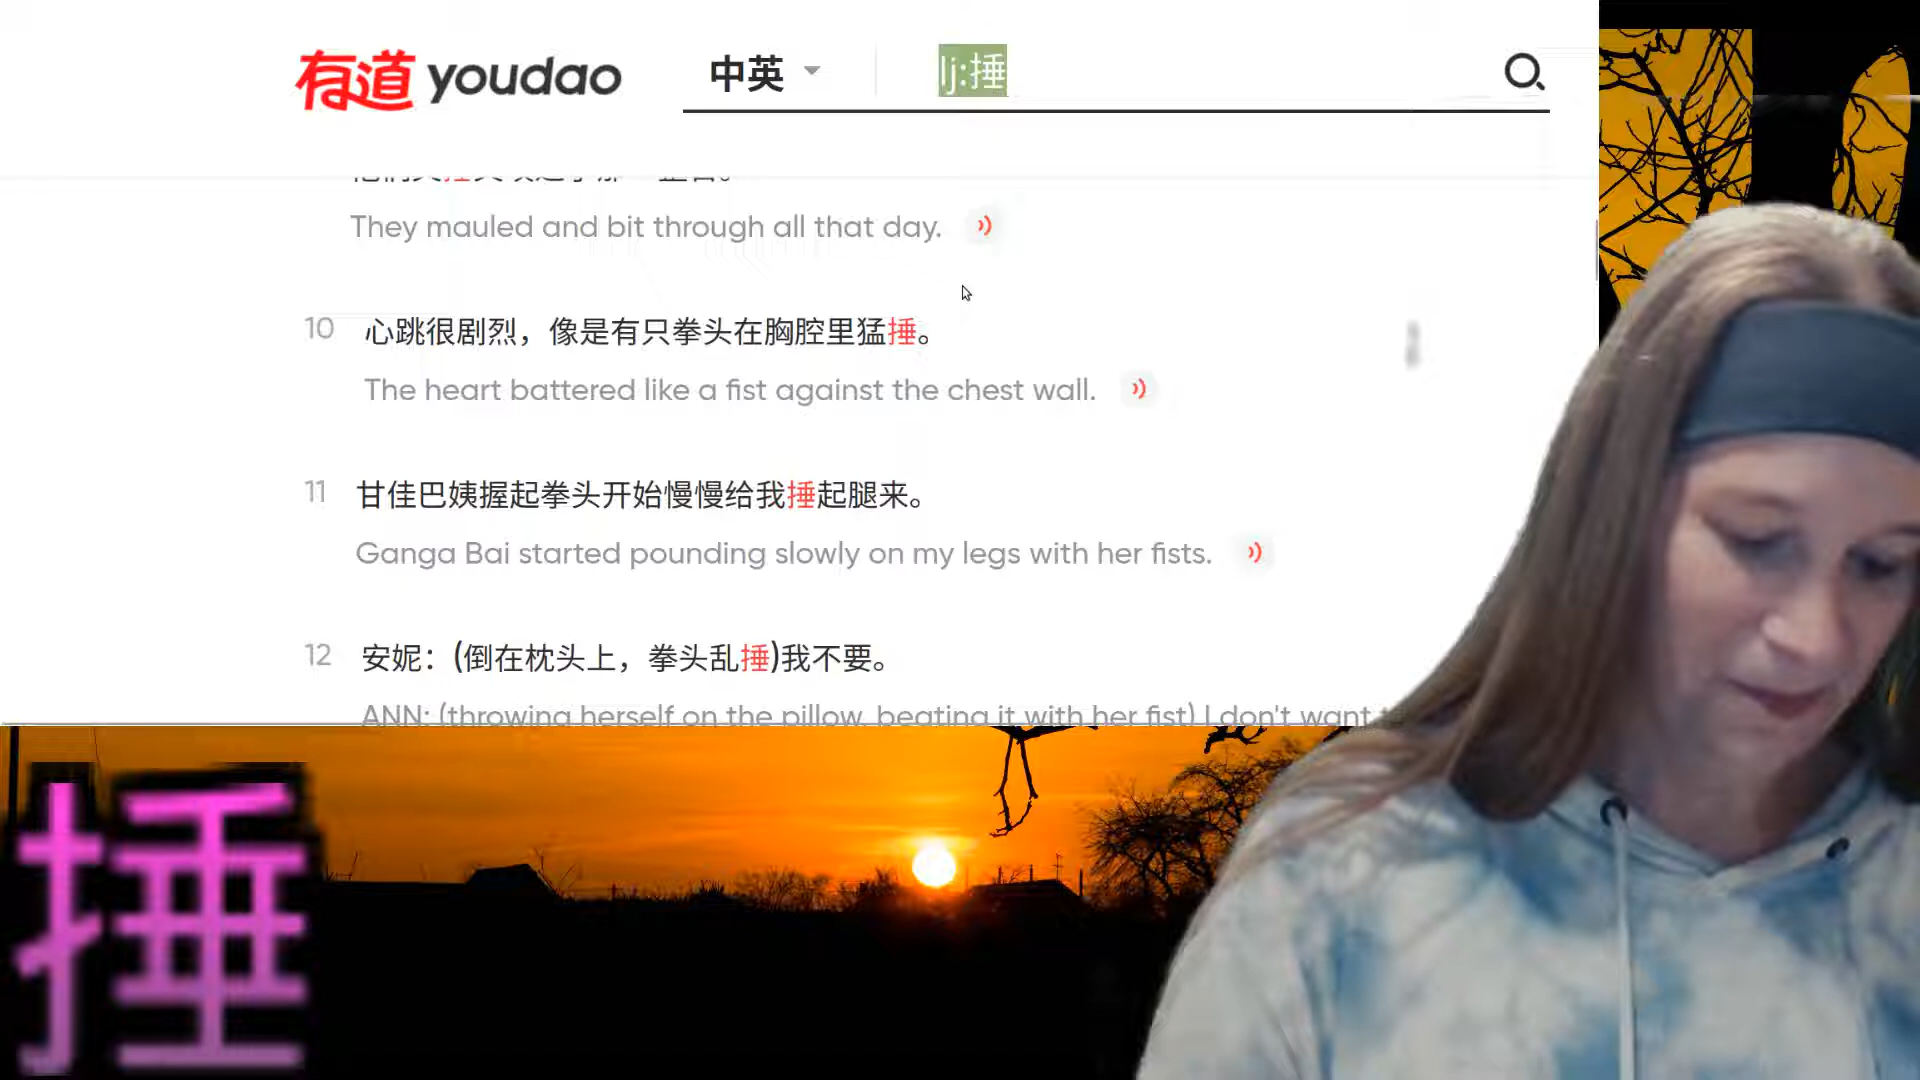 有道 youdao 中英 lj:捶
They mauled and bit through all that day.
10 心跳很剧烈，像是有只拳头在胸腔里猛捶。
The heart battered like a fist against the chest wall.
11 甘佳巴姨握起拳头开始慢慢给我捶起腿来。
Ganga Bai started pounding slowly on my legs with her fists.
12 安妮：(倒在枕头上，拳头乱捶)我不要。
ANN: (throwing herself on the pillow, beating it with her fist) I don't want
捶